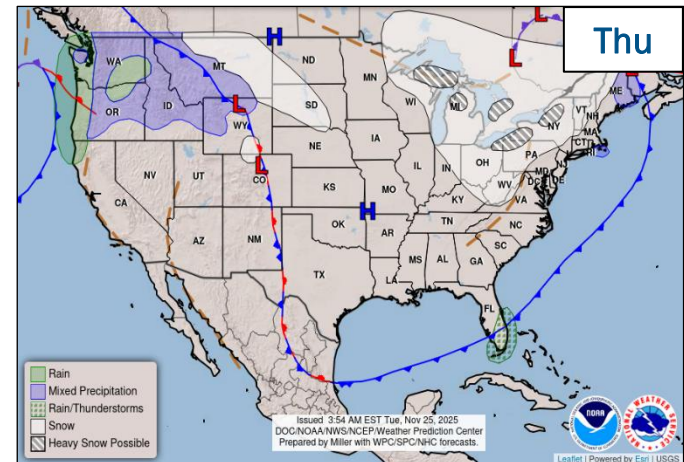 Thu
H
L
L
WA
MT
ND
MN
ME
OR
ID
L
WY
SD
WI
MI
NY
VT
NH
MA
CT
RI
NE
IA
PA
NV
UT
L
CO
KS
MO
IL
IN
OH
WV
MD
DC
DE
NJ
VA
KY
CA
AZ
NM
OK
H
AR
TN
NC
SC
TX
LA
MS
AL
GA
FL
Rain
Mixed Precipitation
Rain/Thunderstorms
Snow
Heavy Snow Possible
Issued 3:54 AM EST Tue, Nov 25, 2025
DOC/NOAA/NWS/NCEP/Weather Prediction Center
Prepared by Miller with WPC/SPC/NHC forecasts.
NOAA
NATIONAL WEATHER SERVICE
Leaflet | Powered by Esri | USGS